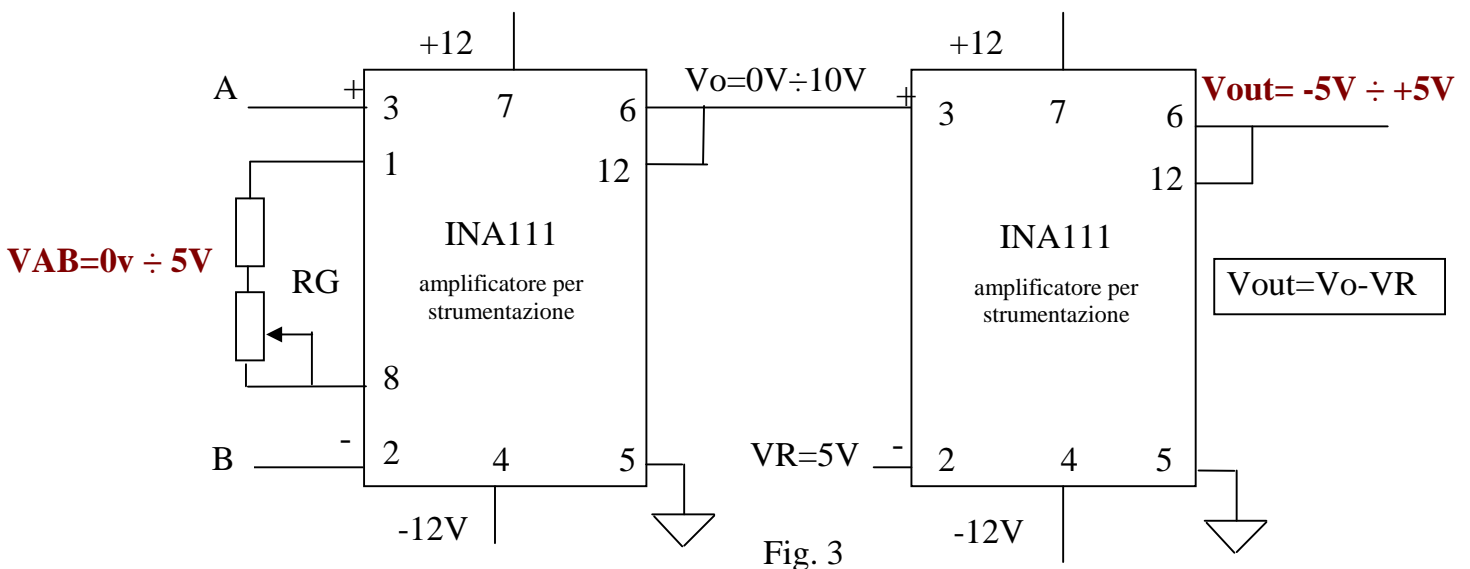 +12
+12
A
+
3
7
6
Vo=0V÷10V
+
3
7
6
Vout= -5V ÷ +5V
1
12
12
VAB=0v ÷ 5V
RG
INA111
amplificatore per
strumentazione
INA111
amplificatore per
strumentazione
Vout=Vo-VR
8
B
-
2
4
5
VR=5V
-
2
4
5
-12V
-12V
Fig. 3